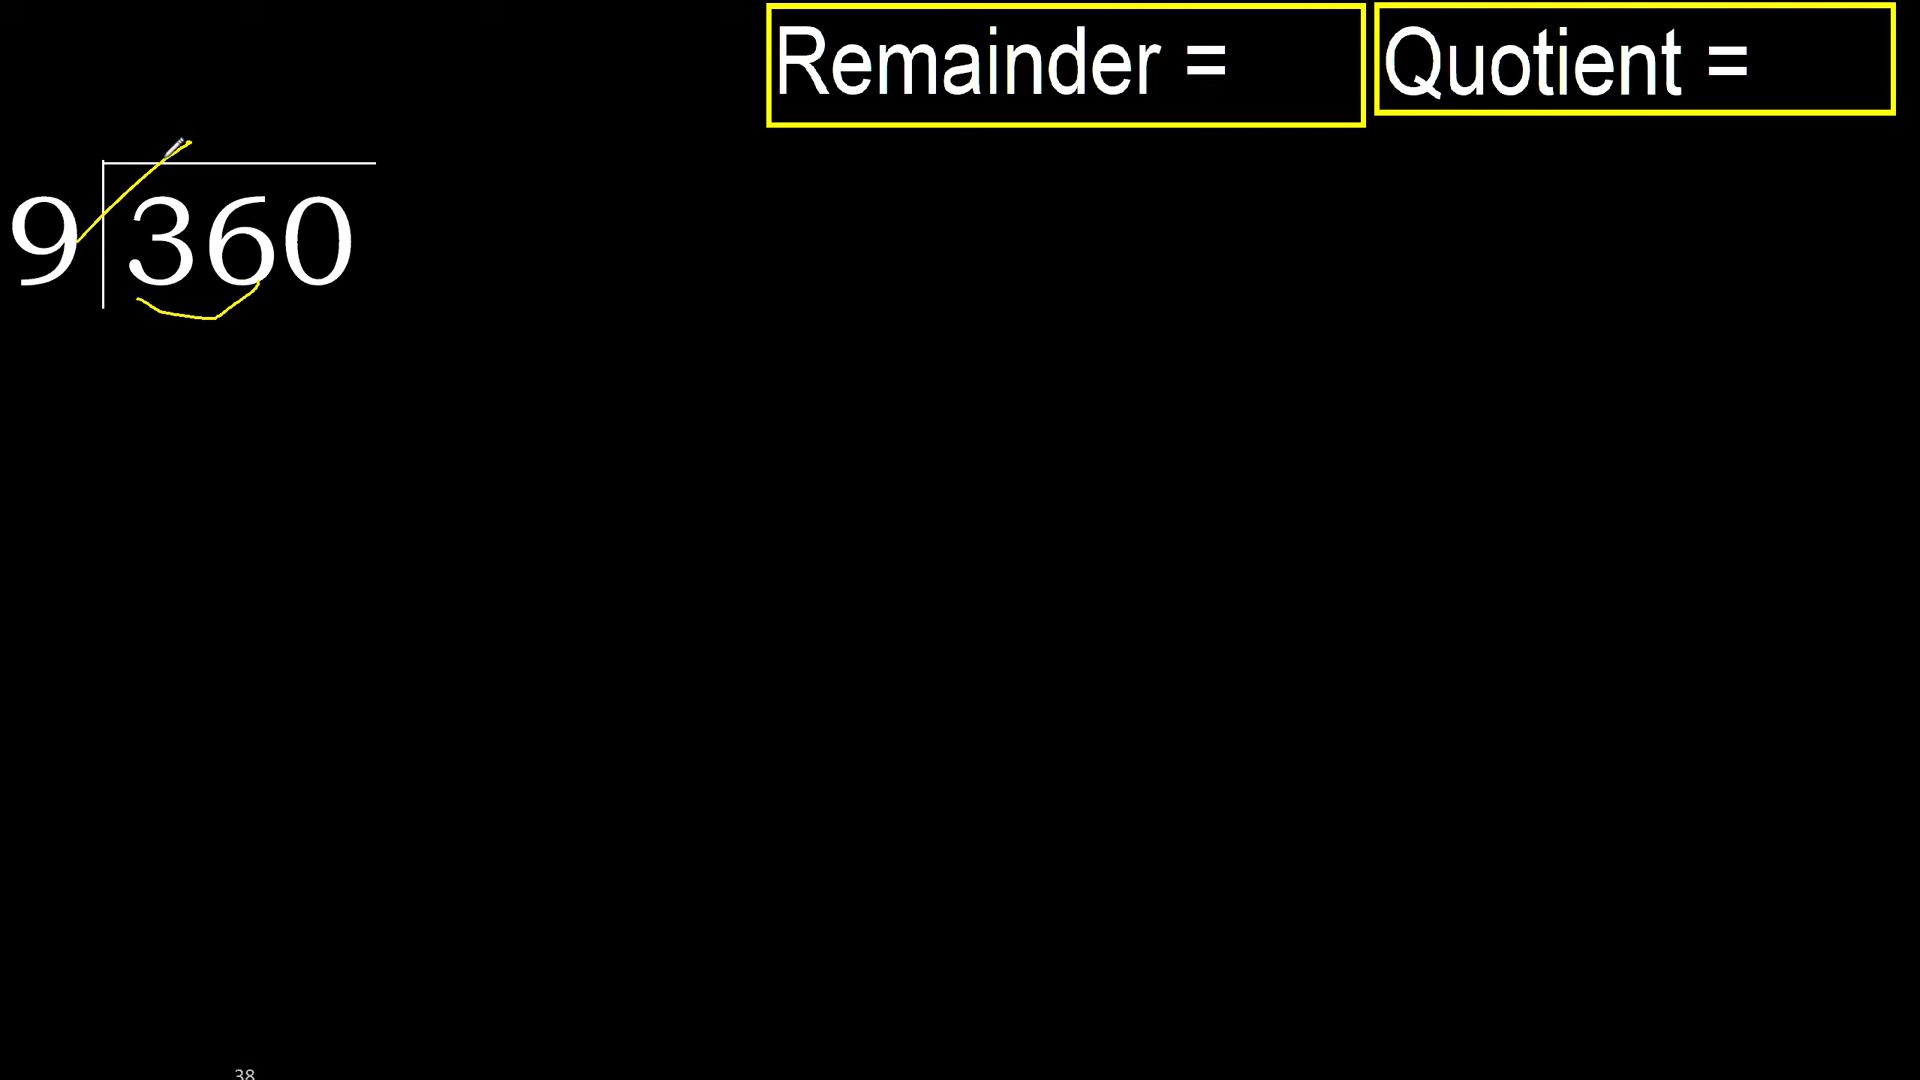 Remainder = Quotient =
9 360
38